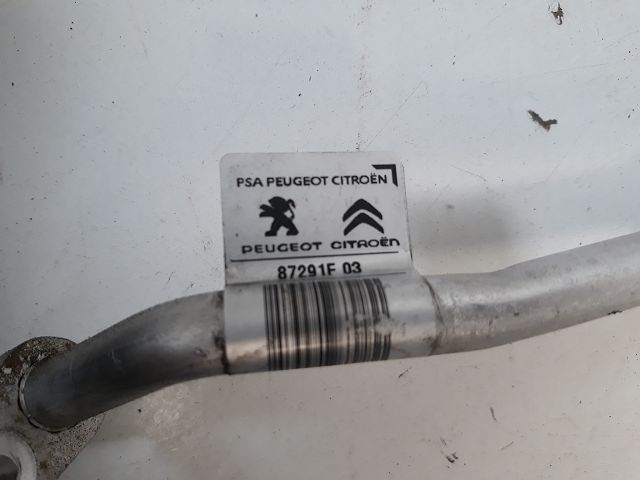 PSA PEUGEOT CITROËN
PEUGEOT CITROËN
87291F 03